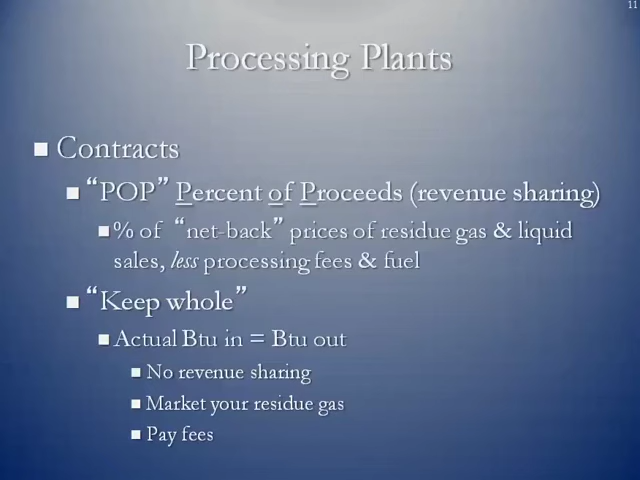 11
Processing Plants
Contracts
“POP” Percent of Proceeds (revenue sharing)
% of “net-back” prices of residue gas & liquid
sales, less processing fees & fuel
“Keep whole”
Actual Btu in = Btu out
No revenue sharing
Market your residue gas
Pay fees